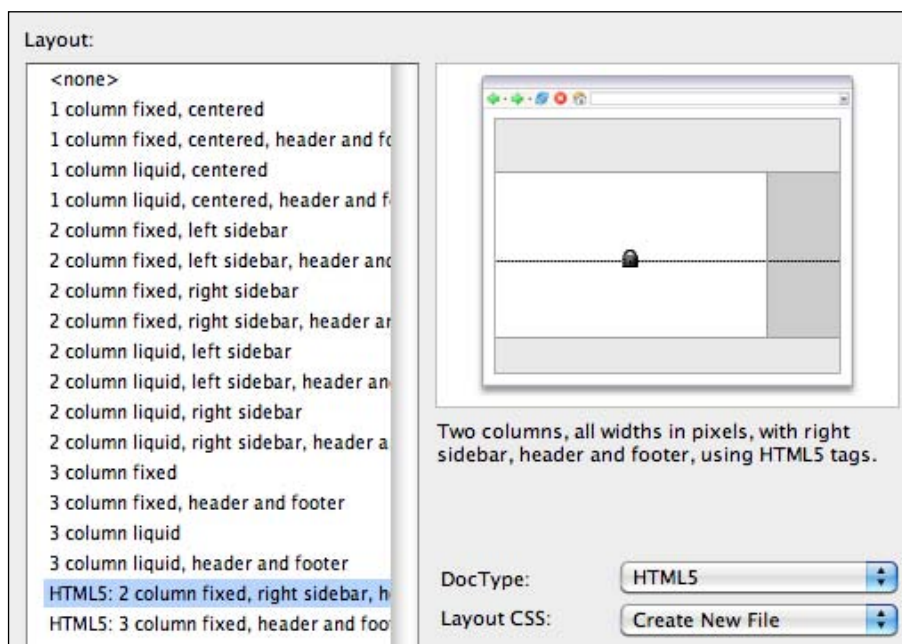 Layout:
<none>
1 column fixed, centered
1 column fixed, centered, header and fo
1 column liquid, centered
1 column liquid, centered, header and f
2 column fixed, left sidebar
2 column fixed, left sidebar, header and
2 column fixed, right sidebar
2 column fixed, right sidebar, header ar
2 column liquid, left sidebar
2 column liquid, left sidebar, header an
2 column liquid, right sidebar
2 column liquid, right sidebar, header a
3 column fixed
3 column fixed, header and footer
3 column liquid
3 column liquid, header and footer
HTML5: 2 column fixed, right sidebar, h
HTML5: 3 column fixed, header and foo
Two columns, all widths in pixels, with right
sidebar, header and footer, using HTML5 tags.
DocType: HTML5
Layout CSS: Create New File